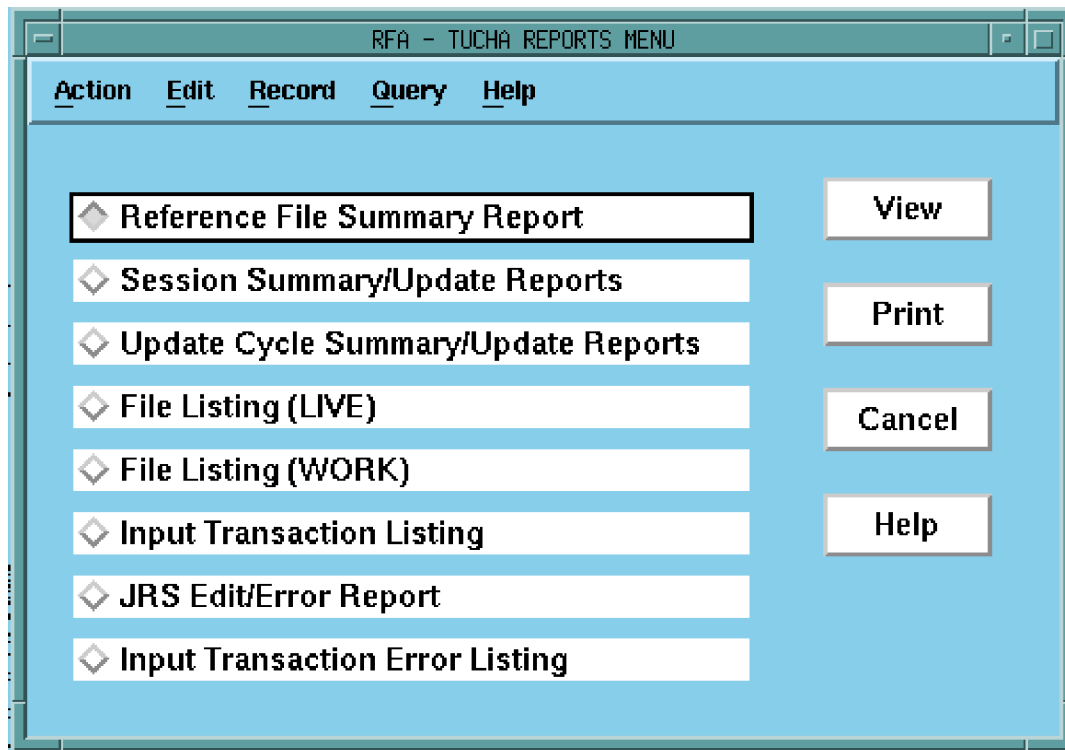 RFA - TUCHA REPORTS MENU
Action Edit Record Query Help
Reference File Summary Report
View
Session Summary/Update Reports
Print
Update Cycle Summary/Update Reports
File Listing (LIVE)
Cancel
File Listing (WORK)
Input Transaction Listing
Help
JRS Edit/Error Report
Input Transaction Error Listing